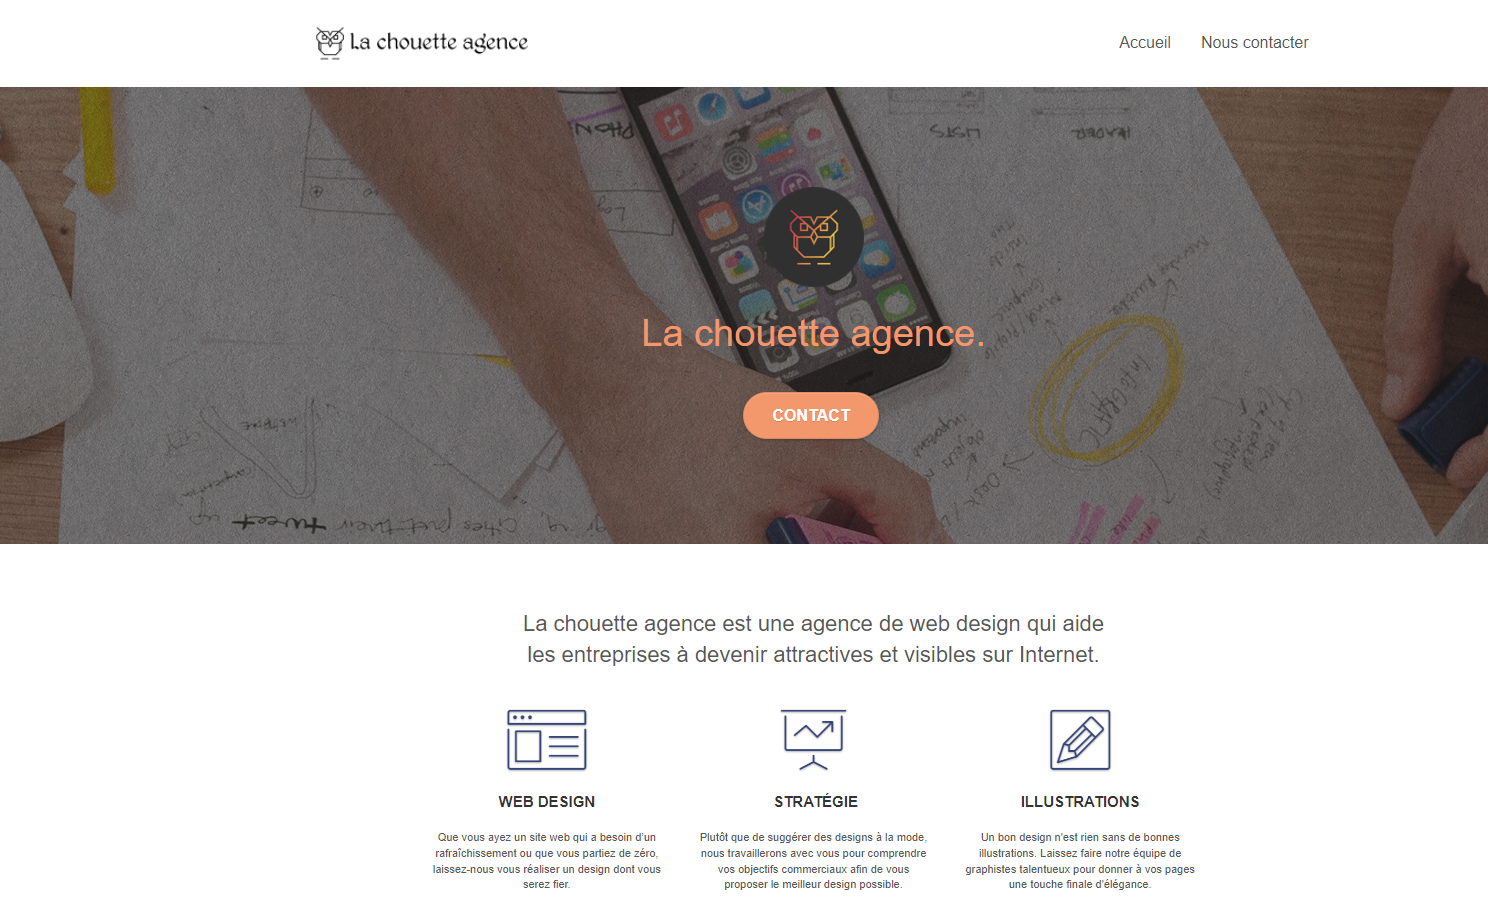 La chouette agence
Accueil
Nous contacter
PHON
LISTS
HEADER
La chouette agence.
CONTACT
INFOGRAPHIC
tweet
La chouette agence est une agence de web design qui aide
les entreprises à devenir attractives et visibles sur Internet.
WEB DESIGN
Que vous ayez un site web qui a besoin d'un
rafraîchissement ou que vous partiez de zéro,
laissez-nous vous réaliser un design dont vous
serez fier.
STRATÉGIE
Plutôt que de suggérer des designs à la mode,
nous travaillerons avec vous pour comprendre
vos objectifs commerciaux afin de vous
proposer le meilleur design possible.
ILLUSTRATIONS
Un bon design n'est rien sans de bonnes
illustrations. Laissez faire notre équipe de
graphistes talentueux pour donner à vos pages
une touche finale d'élégance.